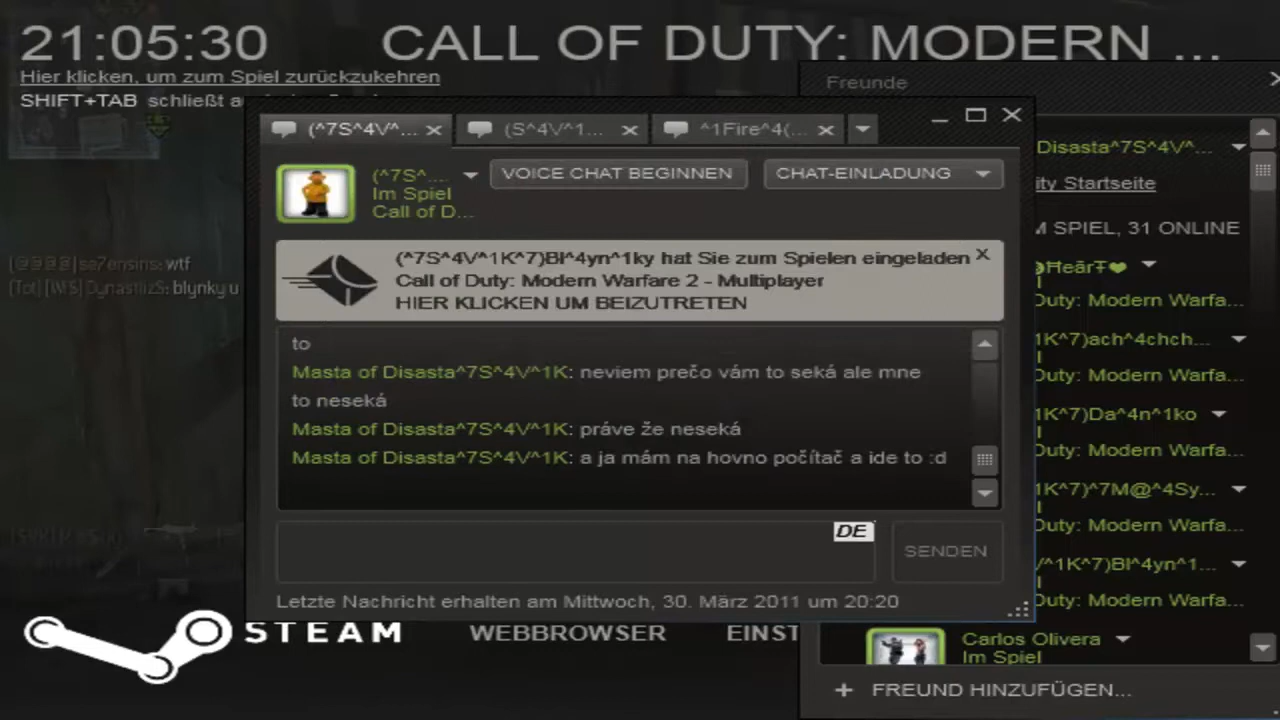 21:05:30
CALL OF DUTY: MODERN ...
Hier klicken, um zum Spiel zurückzukehren
SHIFT+TAB schließt
Freunde
(^7S^4V^...
(S^4V^1...
^1Fire^4(...
(^7S^....
VOICE CHAT BEGINNEN
CHAT-EINLADUNG
Im Spiel
Call of D...
(^7S^4V^1K^7)Bl^4yn^1ky hat Sie zum Spielen eingeladen
Call of Duty: Modern Warfare 2 - Multiplayer
HIER KLICKEN UM BEIZUTRETEN
to
Masta of Disasta^7S^4V^1K: neviem prečo vám to seká ale mne
to neseká
Masta of Disasta^7S^4V^1K: práve že neseká
Masta of Disasta^7S^4V^1K: a ja mám na hovno počítač a ide to :d
DE
SENDEN
Letzte Nachricht erhalten am Mittwoch, 30. März 2011 um 20:20
se7ensins: wtf
DynastiizS: blynky u
STEAM
WEBBROWSER
EINST
Disasta^7S^4V^...
ity Startseite
M SPIEL, 31 ONLINE
@ĦeārŦ❤
Duty: Modern Warfa...
1K^7)ach^4chch...
Duty: Modern Warfa...
1K^7)Da^4n^1ko
Duty: Modern Warfa...
1K^7)^7M@^4Sy...
Duty: Modern Warfa...
^1K^7)Bl^4yn^1...
Duty: Modern Warfa...
Carlos Olivera
Im Spiel
+ FREUND HINZUFÜGEN...